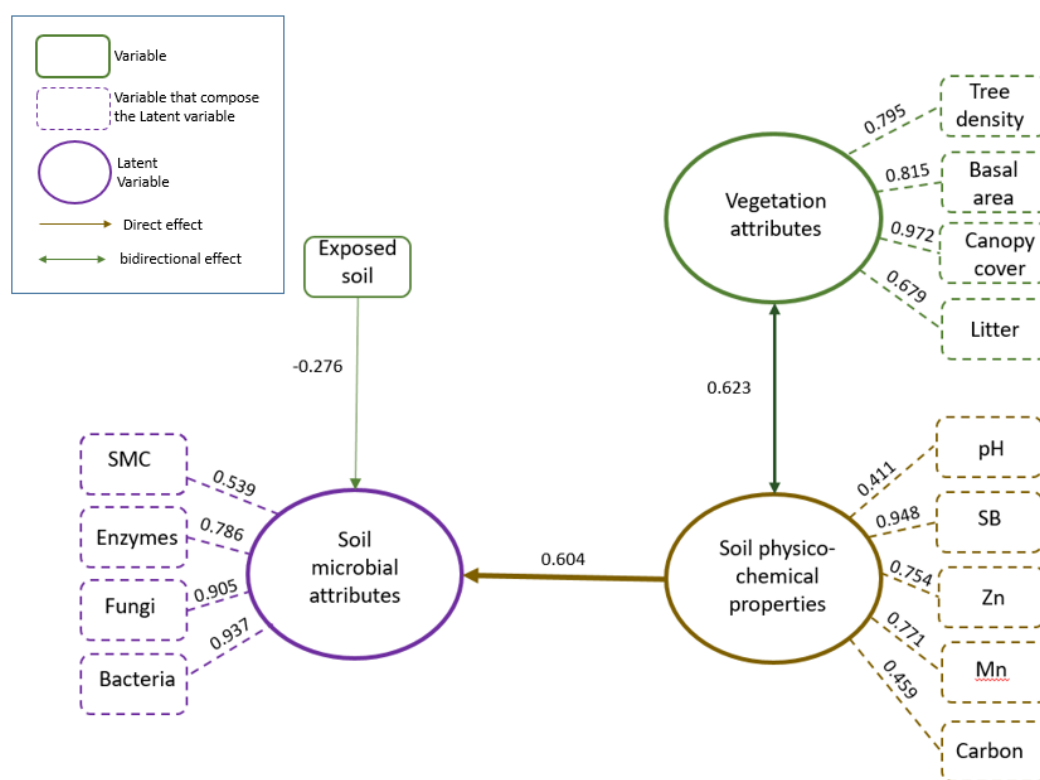 Variable
Variable that compose
the Latent variable
Latent
Variable
Direct effect
bidirectional effect
Exposed
soil
-0.276
Tree
density
0.795
Basal
area
0.815
Canopy
cover
0.972
Litter
0.679
Vegetation
attributes
0.623
SMC
0.539
Enzymes
0.786
Fungi
0.905
Bacteria
0.937
Soil
microbial
attributes
0.604
Soil physico-
chemical
properties
pH
0.411
SB
0.948
Zn
0.754
Mn
0.771
Carbon
0.459